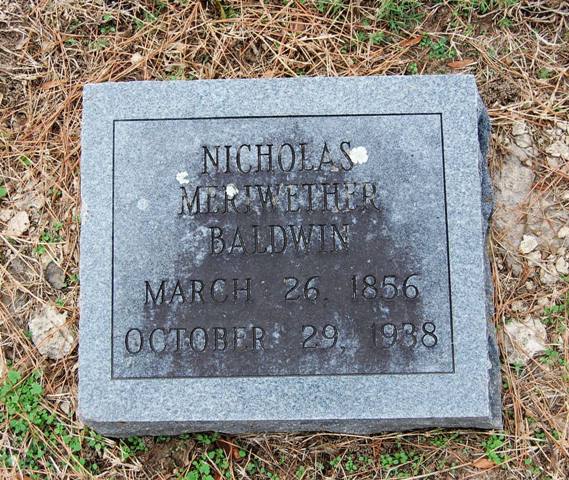 NICHOLAS
MERIWETHER
BALDWIN
MARCH 26, 1856
OCTOBER 29, 1938